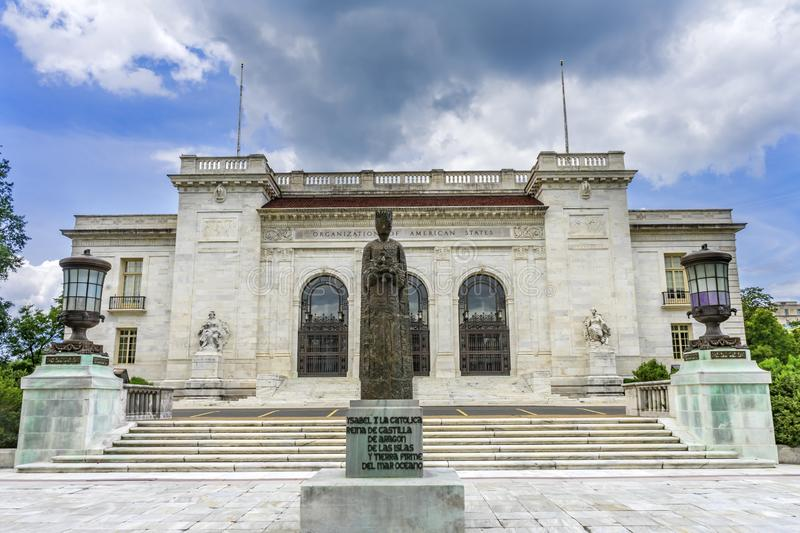 ORGANIZATION OF AMERICAN STATES
YSABEL I LA CATOLICA
REINA DE CASTILLA
DE ARAGON
DE LAS ISLAS
Y TIERRA FIRME
DEL MAR OCEANO